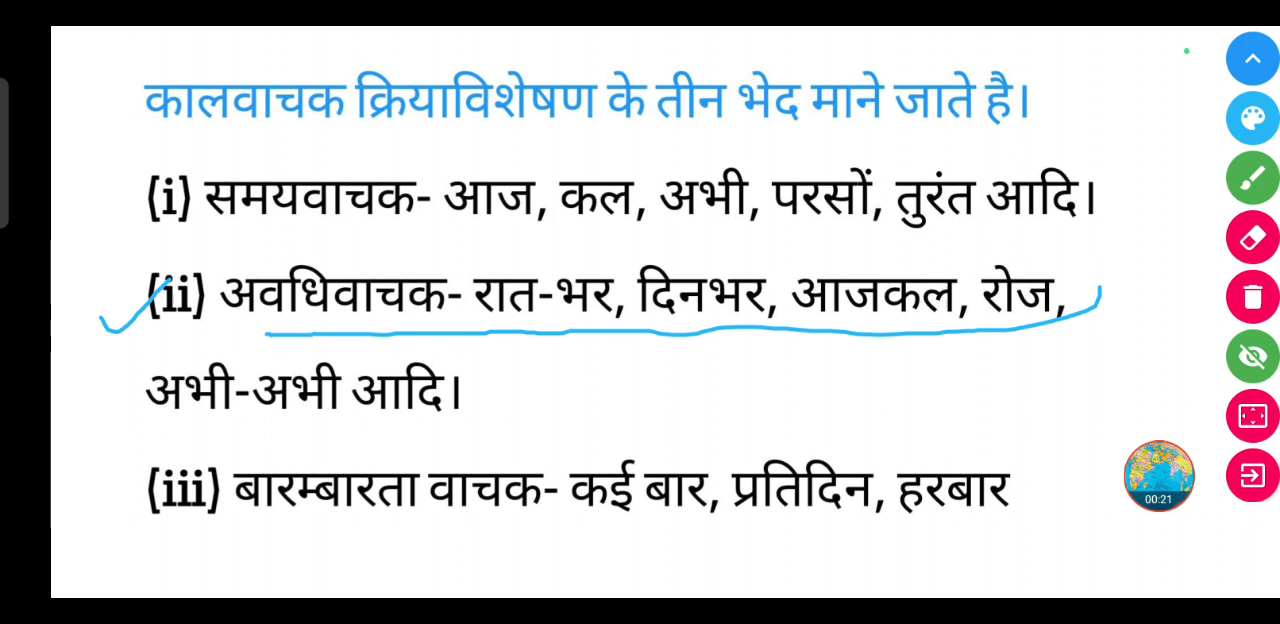 कालवाचक क्रियाविशेषण के तीन भेद माने जाते है।
(i) समयवाचक- आज, कल, अभी, परसों, तुरंत आदि।
(ii) अवधिवाचक- रात-भर, दिनभर, आजकल, रोज,
अभी-अभी आदि।
(iii) बारम्बारता वाचक- कई बार, प्रतिदिन, हरबार
00:21